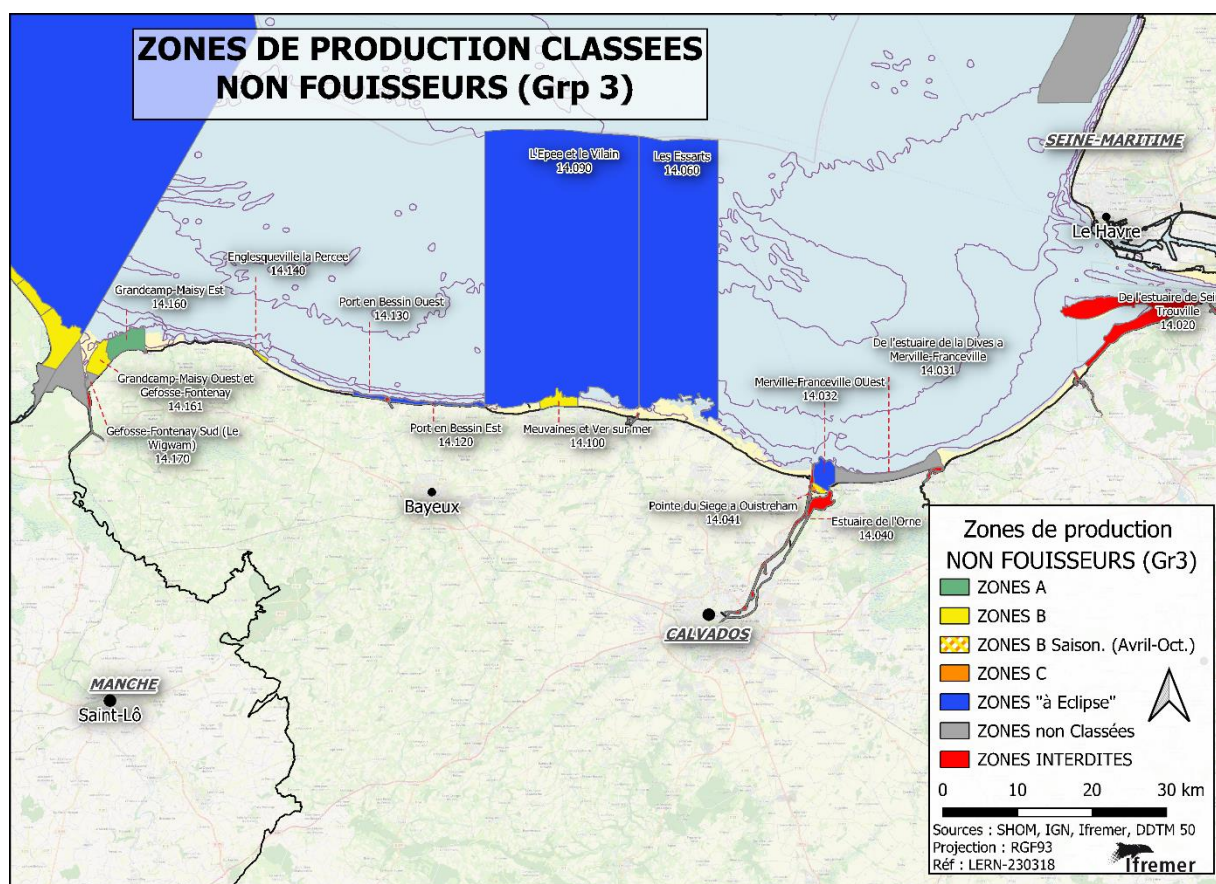 ZONES DE PRODUCTION CLASSEES
NON FOUISSEURS (Grp 3)
L'Epee et le Vilain
14.090
Les Essarts
14.060
SEINE-MARITIME
Le Havre
Englesqueville la Percee
14.140
Grandcamp-Maisy Est
14.160
Port en Bessin Ouest
14.130
De l'estuaire de Sei
Trouville
14.020
De l'estuaire de la Dives a
Merville-Franceville
14.031
Merville-Franceville OUest
14.032
Grandcamp-Maisy Ouest et
Gefosse-Fontenay
14.161
Gefosse-Fontenay Sud (Le
Wigwam)
14.170
Port en Bessin Est
14.120
Meuvaines et Ver sur mer
14.100
Bayeux
Pointe du Siege a Ouistreham
14.041
Estuaire de l'Orne
14.040
CALVADOS
MANCHE
Saint-Lô
Zones de production
NON FOUISSEURS (Gr3)
ZONES A
ZONES B
ZONES B Saison. (Avril-Oct.)
ZONES C
ZONES "à Eclipse"
ZONES non Classées
ZONES INTERDITES
0 10 20 30 km
Sources : SHOM, IGN, Ifremer, DDTM 50
Projection : RGF93
Réf : LERN-230318
Ifremer